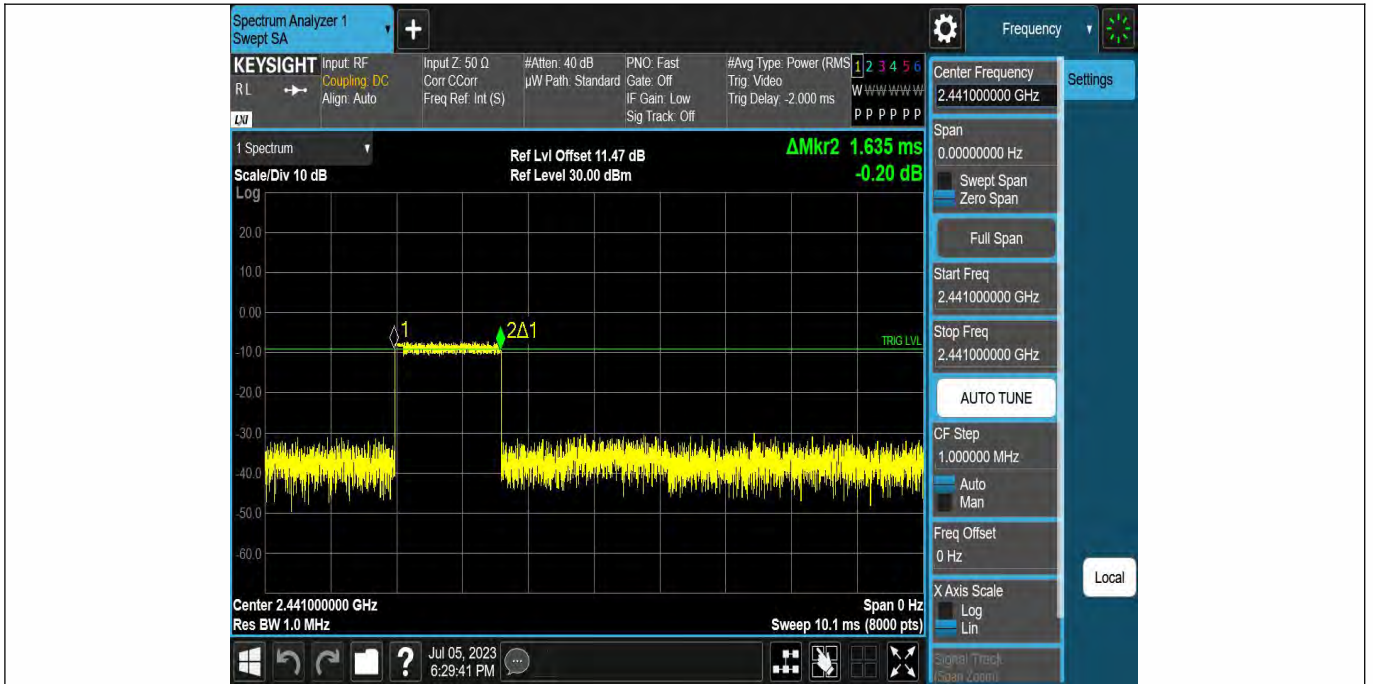 Spectrum Analyzer 1
Swept SA
Frequency
KEYSIGHT
RL
LXI
Input: RF
Coupling: DC
Align: Auto
Input Z: 50 Ω
Corr CCorr
Freq Ref: Int (S)
#Atten: 40 dB
µW Path: Standard
PNO: Fast
Gate: Off
IF Gain: Low
Sig Track: Off
#Avg Type: Power (RMS
Trig: Video
Trig Delay: -2.000 ms
1 2 3 4 5 6
W W W W W W
P P P P P P
1 Spectrum
Scale/Div 10 dB
Log
Ref Lvl Offset 11.47 dB
Ref Level 30.00 dBm
ΔMkr2 1.635 ms
-0.20 dB
20.0
10.0
0.00
-10.0
-20.0
-30.0
-40.0
-50.0
-60.0
1
2Δ1
TRIG LVL
Center 2.441000000 GHz
Res BW 1.0 MHz
Span 0 Hz
Sweep 10.1 ms (8000 pts)
?
Jul 05, 2023
6:29:41 PM
Center Frequency
2.441000000 GHz
Settings
Span
0.00000000 Hz
Swept Span
Zero Span
Full Span
Start Freq
2.441000000 GHz
Stop Freq
2.441000000 GHz
AUTO TUNE
CF Step
1.000000 MHz
Auto
Man
Freq Offset
0 Hz
X Axis Scale
Log
Lin
Signal Track
(Span Zoom)
Local